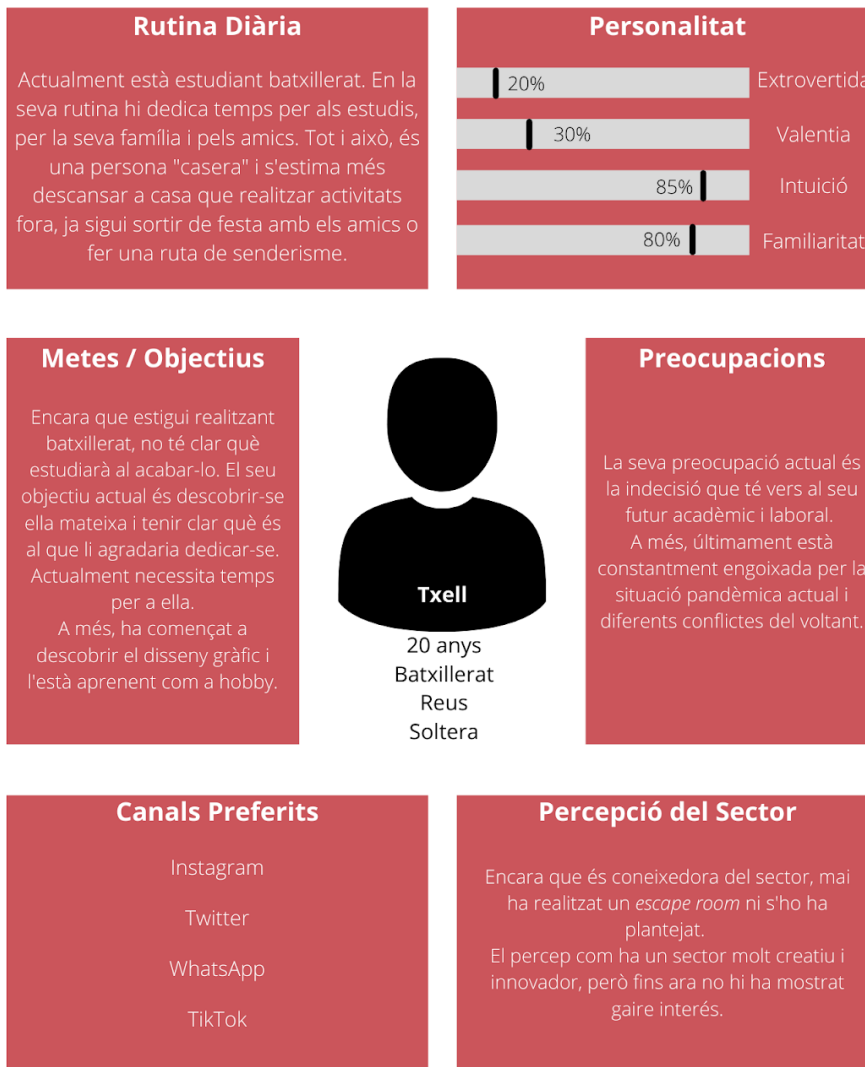 Rutina Diària
Actualment està estudiant batxillerat. En la
seva rutina hi dedica temps per als estudis,
per la seva família i pels amics. Tot i això, és
una persona "casera" i s'estima més
descansar a casa que realitzar activitats
fora, ja sigui sortir de festa amb els amics o
fer una ruta de senderisme.
Personalitat
20%
Extrovertida
30%
Valentia
85%
Intuició
80%
Familiaritat
Metes / Objectius
Encara que estigui realitzant
batxillerat, no té clar què
estudiarà al acabar-lo. El seu
objectiu actual és descobrir-se
ella mateixa i tenir clar què és
al que li agradaria dedicar-se.
Actualment necessita temps
per a ella.
A més, ha començat a
descobrir el disseny gràfic i
l'està aprenent com a hobby.
Txell
20 anys
Batxillerat
Reus
Soltera
Preocupacions
La seva preocupació actual és
la indecisió que té vers al seu
futur acadèmic i laboral.
A més, últimament està
constantment engoixada per la
situació pandèmica actual i
diferents conflictes del voltant.
Canals Preferits
Instagram
Twitter
WhatsApp
TikTok
Percepció del Sector
Encara que és coneixedora del sector, mai
ha realitzat un escape room ni s'ho ha
plantejat.
El percep com ha un sector molt creatiu i
innovador, però fins ara no hi ha mostrat
gaire interés.